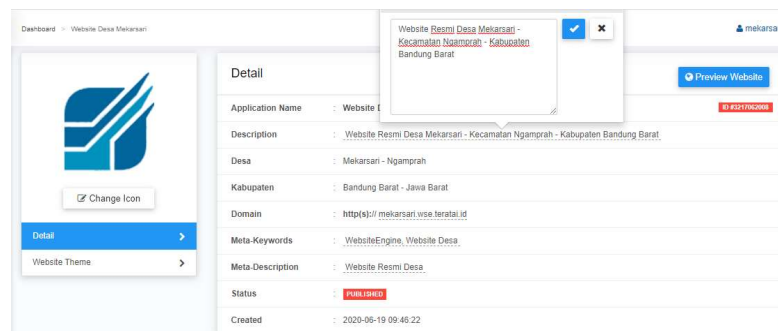 Dashboard > Website Desa Mekarsari
mekarsa
Website Resmi Desa Mekarsari -
Kecamatan Ngamprah - Kabupaten
Bandung Barat
Detail
Preview Website
Application Name : Website D
ID #3217062008
Description : Website Resmi Desa Mekarsari - Kecamatan Ngamprah - Kabupaten Bandung Barat
Desa : Mekarsari - Ngamprah
Kabupaten : Bandung Barat - Jawa Barat
Domain : http(s):// mekarsari.wse.teratai.id
Meta-Keywords : WebsiteEngine, Website Desa
Meta-Description : Website Resmi Desa
Status : PUBLISHED
Created : 2020-06-19 09:46:22
Change Icon
Detail
Website Theme